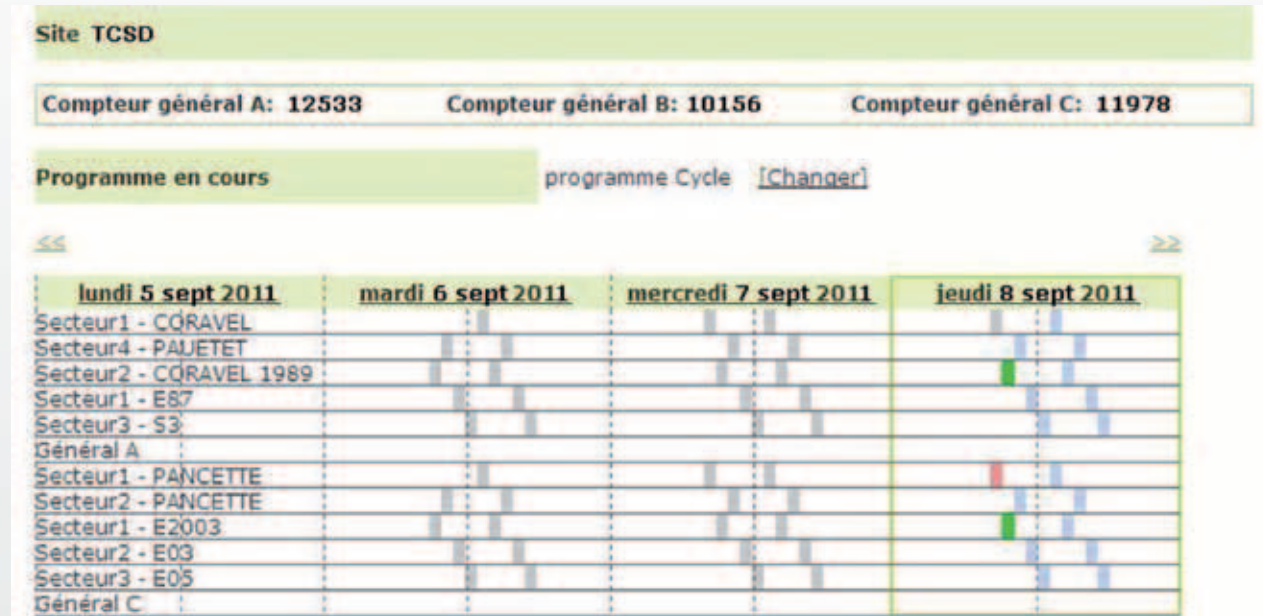 Site TCSD
Compteur général A: 12533 Compteur général B: 10156 Compteur général C: 11978
Programme en cours programme Cycle [Changer]
<< >>
lundi 5 sept 2011 mardi 6 sept 2011 mercredi 7 sept 2011 jeudi 8 sept 2011
Secteur1 - CORAVEL
Secteur4 - PAUETET
Secteur2 - CORAVEL 1989
Secteur1 - E87
Secteur3 - S3
Général A
Secteur1 - PANCETTE
Secteur2 - PANCETTE
Secteur1 - E2003
Secteur2 - E03
Secteur3 - E05
Général C